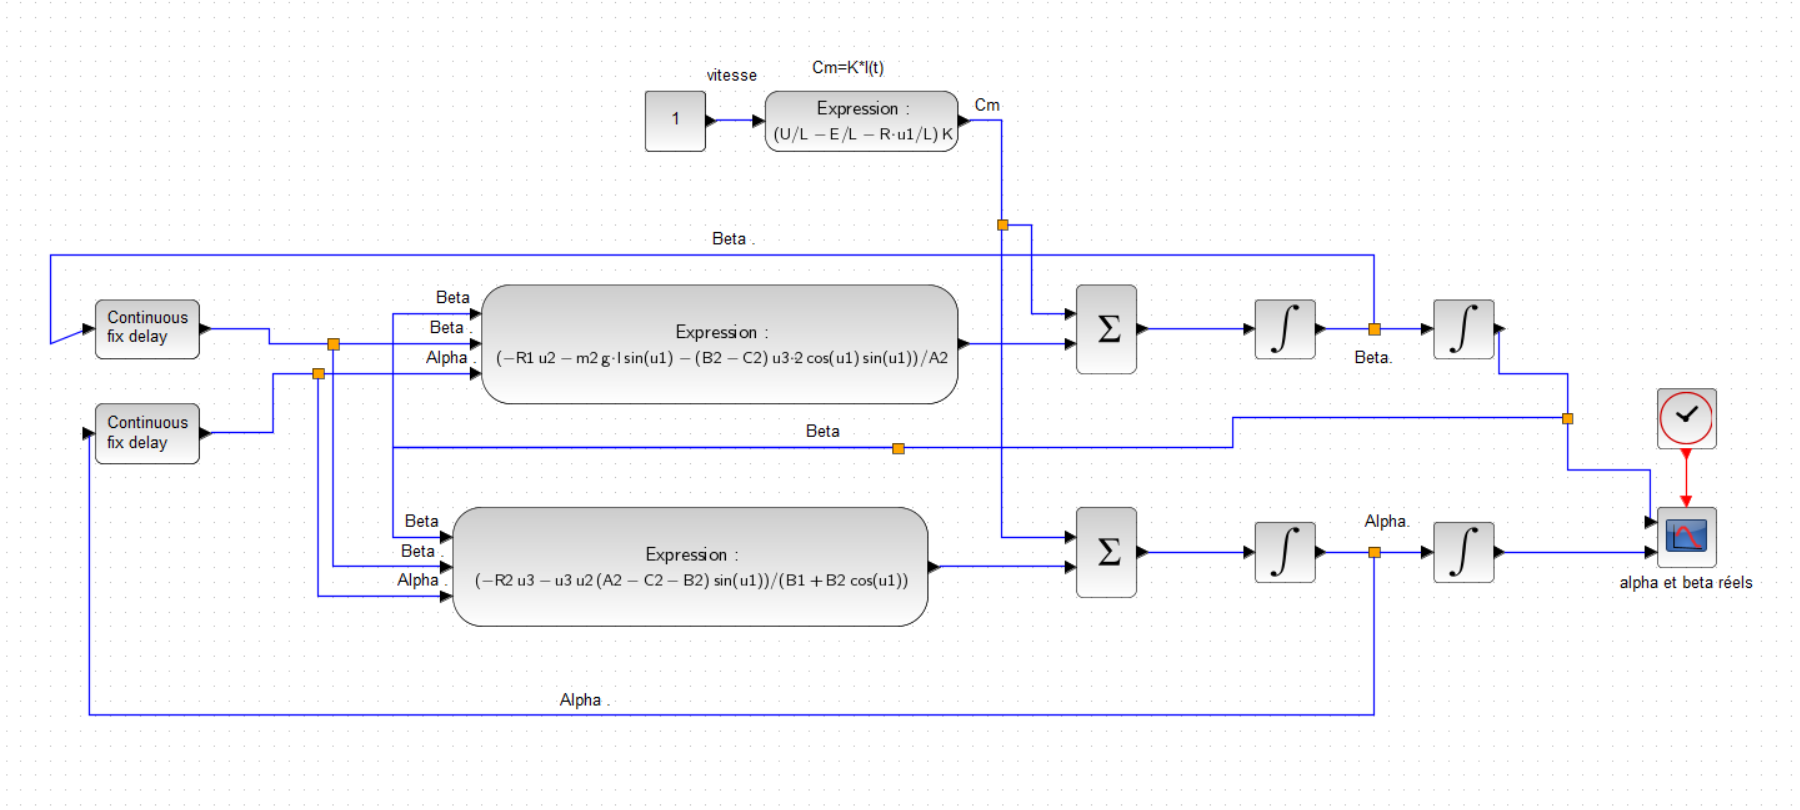 Cm=K*I(t)
vitesse
1
Expression :
(U/L − E/L − R·u1/L) K
Cm
Beta .
Continuous
fix delay
Beta
Beta .
Alpha .
Expression :
(−R1 u2 − m2 g·l sin(u1) − (B2 − C2) u3·2 cos(u1) sin(u1))/A2
Σ
∫
∫
Beta.
Continuous
fix delay
Beta
Beta
Beta .
Alpha .
Expression :
(−R2 u3 − u3 u2 (A2 − C2 − B2) sin(u1))/(B1 + B2 cos(u1))
Σ
∫
Alpha.
∫
alpha et beta réels
Alpha .